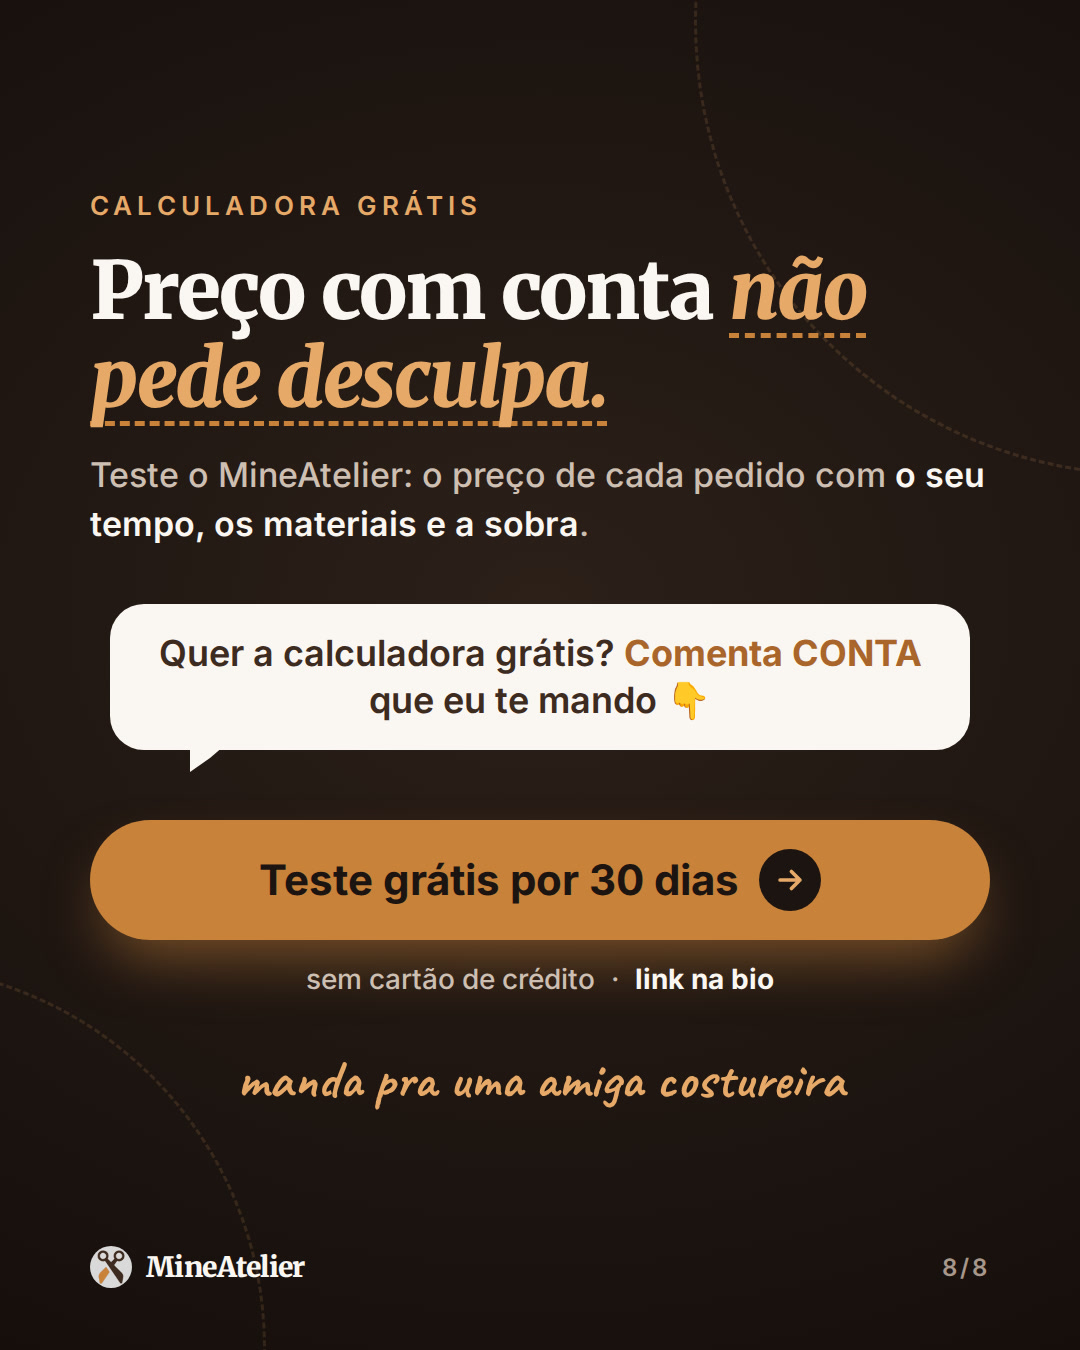 CALCULADORA GRÁTIS
Preço com conta não
pede desculpa.
Teste o MineAtelier: o preço de cada pedido com o seu
tempo, os materiais e a sobra.
Quer a calculadora grátis? Comenta CONTA
que eu te mando 👇
Teste grátis por 30 dias →
sem cartão de crédito · link na bio
manda pra uma amiga costureira
MineAtelier
8/8